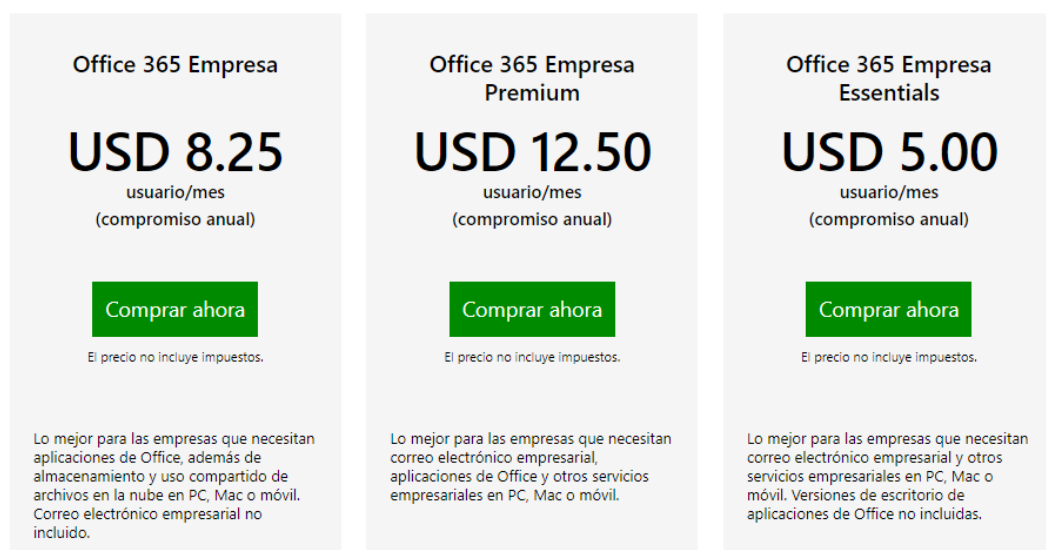 Office 365 Empresa
USD 8.25
usuario/mes
(compromiso anual)
Comprar ahora
El precio no incluye impuestos.
Lo mejor para las empresas que necesitan
aplicaciones de Office, además de
almacenamiento y uso compartido de
archivos en la nube en PC, Mac o móvil.
Correo electrónico empresarial no
incluido.
Office 365 Empresa
Premium
USD 12.50
usuario/mes
(compromiso anual)
Comprar ahora
El precio no incluye impuestos.
Lo mejor para las empresas que necesitan
correo electrónico empresarial,
aplicaciones de Office y otros servicios
empresariales en PC, Mac o móvil.
Office 365 Empresa
Essentials
USD 5.00
usuario/mes
(compromiso anual)
Comprar ahora
El precio no incluye impuestos.
Lo mejor para las empresas que necesitan
correo electrónico empresarial y otros
servicios empresariales en PC, Mac o
móvil. Versiones de escritorio de
aplicaciones de Office no incluidas.